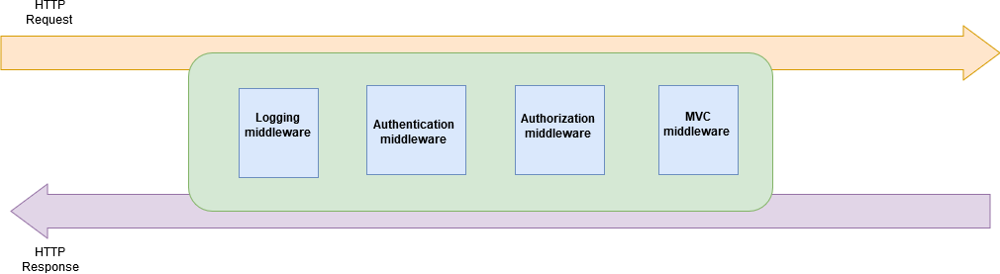 HTTP
Request
Logging
middleware
Authentication
middleware
Authorization
middleware
MVC
middleware
HTTP
Response